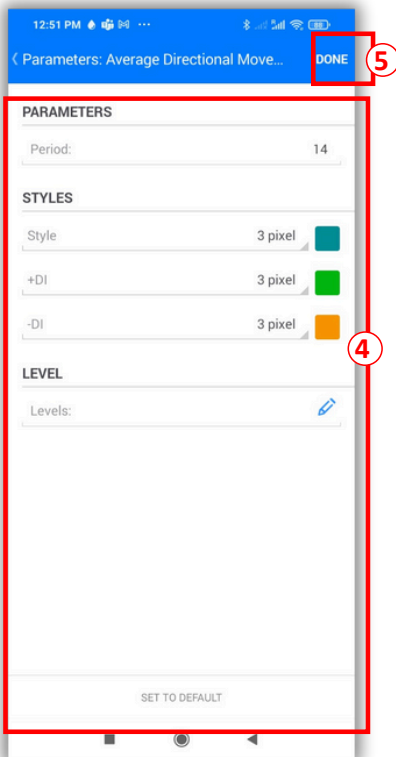 12:51 PM ...
Parameters: Average Directional Move... DONE
5
PARAMETERS
Period: 14
STYLES
Style 3 pixel
+DI 3 pixel
-DI 3 pixel
4
LEVEL
Levels:
SET TO DEFAULT